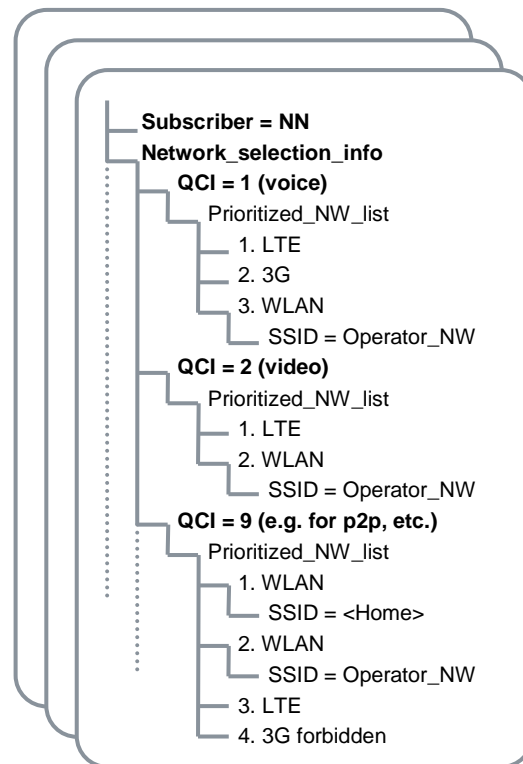 Subscriber = NN
Network_selection_info
QCI = 1 (voice)
Prioritized_NW_list
1. LTE
2. 3G
3. WLAN
SSID = Operator_NW
QCI = 2 (video)
Prioritized_NW_list
1. LTE
2. WLAN
SSID = Operator_NW
QCI = 9 (e.g. for p2p, etc.)
Prioritized_NW_list
1. WLAN
SSID = <Home>
2. WLAN
SSID = Operator_NW
3. LTE
4. 3G forbidden